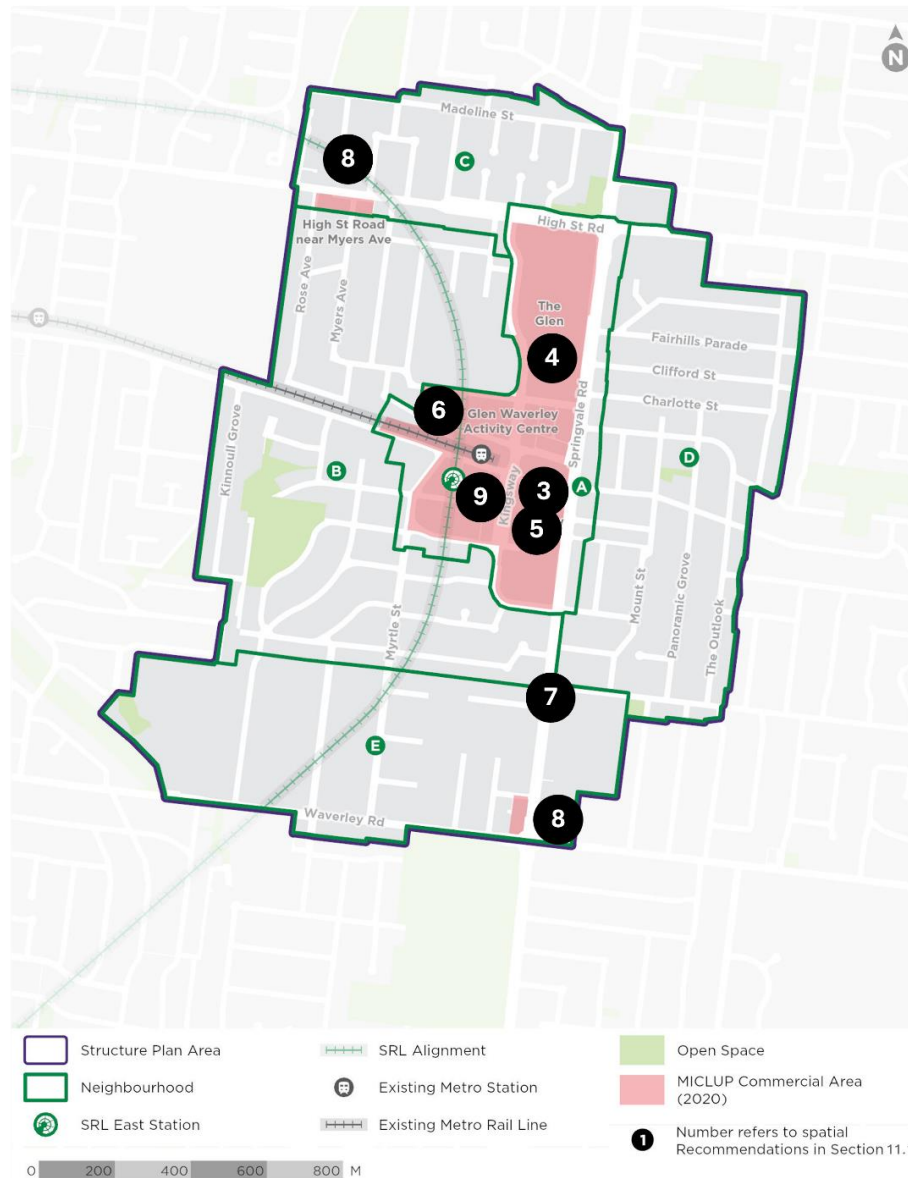 N
Madeline St
8
C
High St Road
near Myers Ave
High St Rd
Rose Ave
Myers Ave
The
Glen
Fairhills Parade
4
Clifford St
Charlotte St
6
Glen Waverley
Activity Centre
Springvale Rd
Kinnoull Grove
B
D
9
Kingsway
3
A
5
Myrtle St
Mount St
Panoramic Grove
The Outlook
7
E
Waverley Rd
8
Structure Plan Area
Neighbourhood
SRL East Station
SRL Alignment
Existing Metro Station
Existing Metro Rail Line
Open Space
MICLUP Commercial Area
(2020)
1
Number refers to spatial
Recommendations in Section 11.
0 200 400 600 800 M